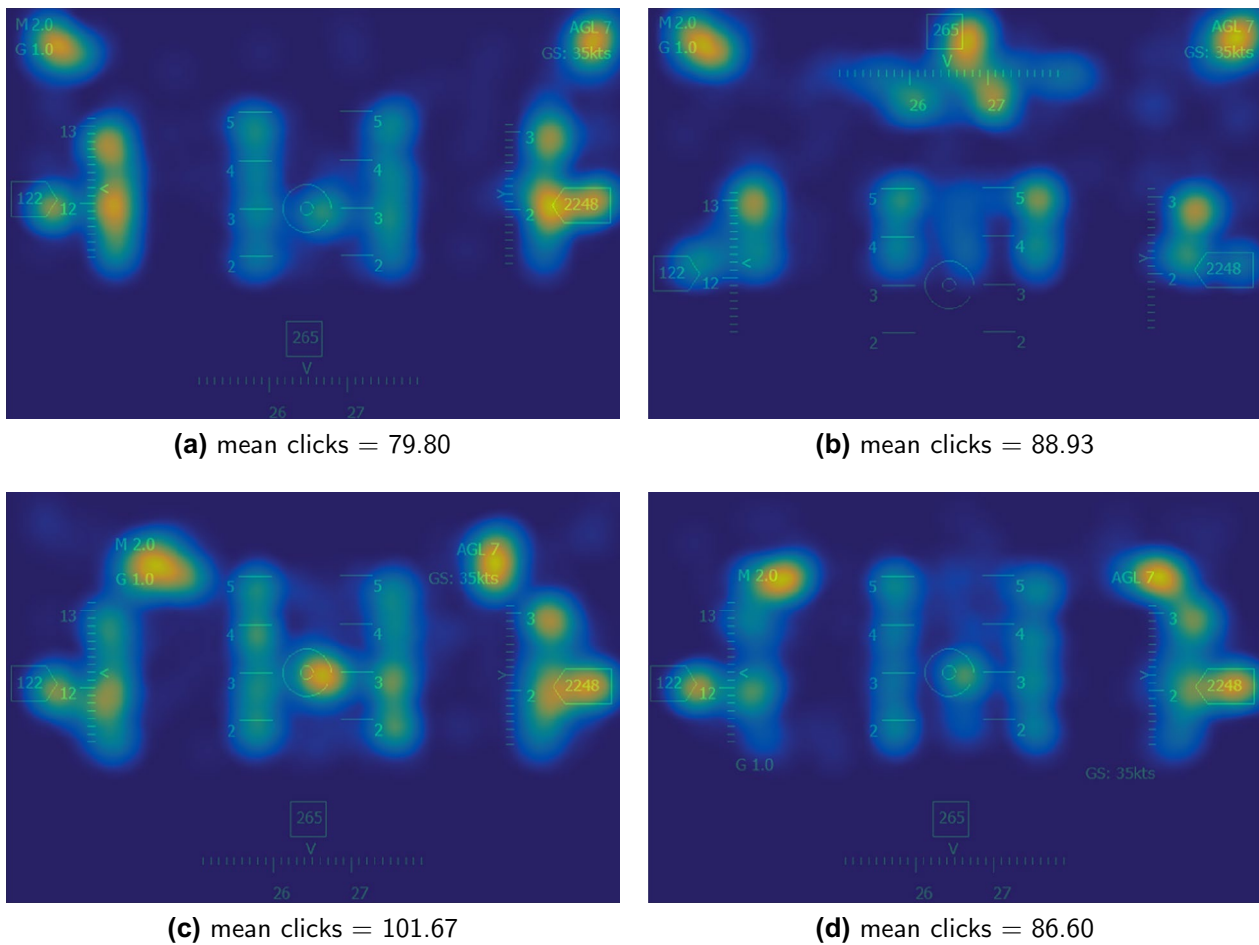 M 2.0 AGL 7
G 1.0 GS: 35kts
5 5
13 3
4 4
122 12 3 3 2 2248
2 2
265
V
26 27
(a) mean clicks = 79.80
M 2.0 265 AGL 7
G 1.0 V GS: 35kts
26 27
5 5 3
13
4 4
122 12 2 2248
3 3
2 2
(b) mean clicks = 88.93
M 2.0 AGL 7
G 1.0 GS: 35kts
5 5
13 3
4 4
122 12 3 3 2 2248
2 2
265
V
26 27
(c) mean clicks = 101.67
M 2.0 AGL 7
5 5
13 3
4 4
122 12 3 3 2 2248
2 2
G 1.0 GS: 35kts
265
V
26 27
(d) mean clicks = 86.60